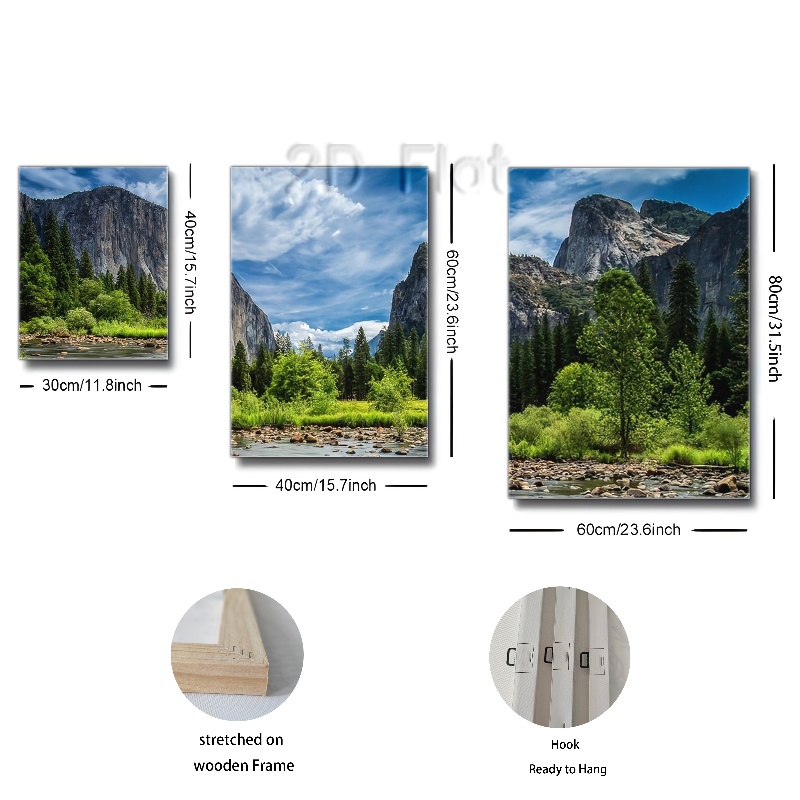 2D Flat
40cm/15.7inch
30cm/11.8inch
60cm/23.6inch
40cm/15.7inch
80cm/31.5inch
60cm/23.6inch
stretched on
wooden Frame
Hook
Ready to Hang